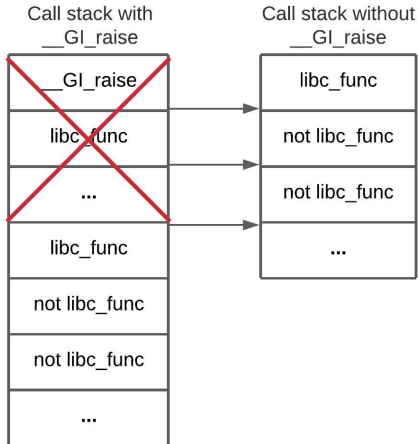 Call stack with
__GI_raise
__GI_raise
libc_func
...
libc_func
not libc_func
not libc_func
...
Call stack without
__GI_raise
libc_func
not libc_func
not libc_func
...